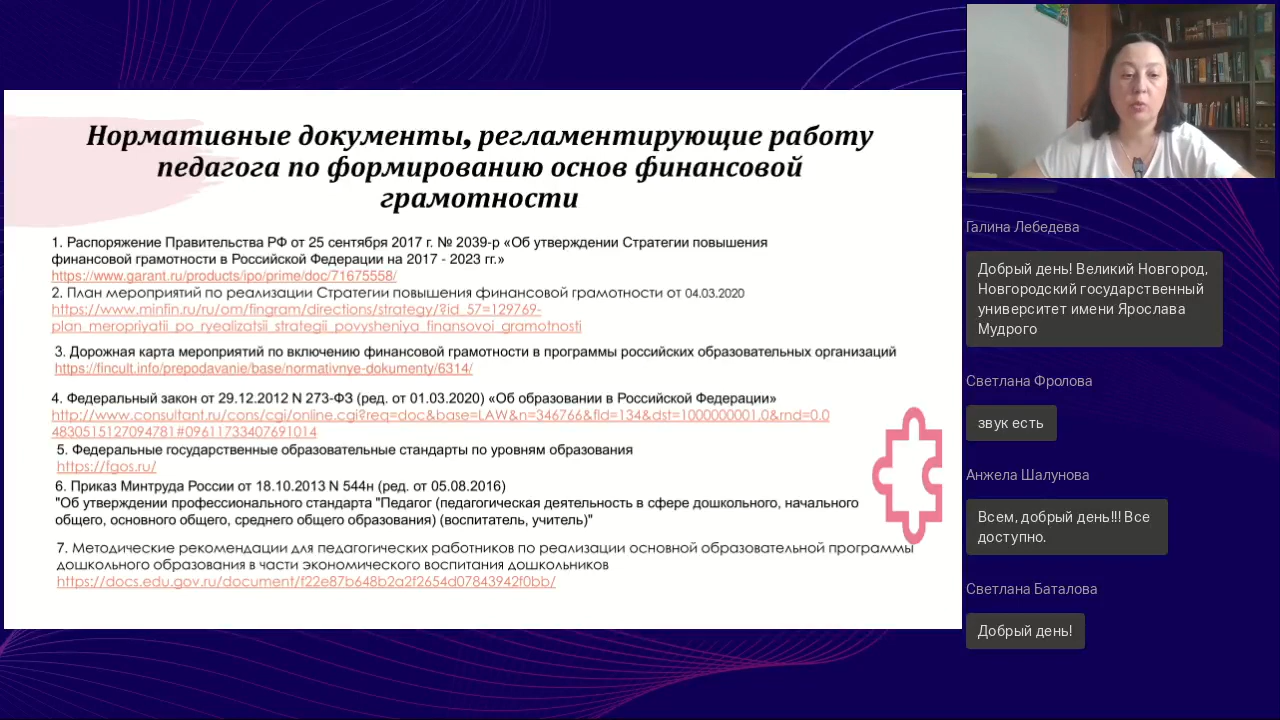 Нормативные документы, регламентирующие работу
педагога по формированию основ финансовой
грамотности
1. Распоряжение Правительства РФ от 25 сентября 2017 г. № 2039-р «Об утверждении Стратегии повышения
финансовой грамотности в Российской Федерации на 2017 - 2023 гг.»
https://www.garant.ru/products/ipo/prime/doc/71675558/
2. План мероприятий по реализации Стратегии повышения финансовой грамотности от 04.03.2020
https://www.minfin.ru/ru/om/fingram/directions/strategy/?id_57=129769-
plan_meropriyatii_po_ryealizatsii_strategii_povysheniya_finansovoi_gramotnosti
3. Дорожная карта мероприятий по включению финансовой грамотности в программы российских образовательных организаций
https://fincult.info/prepodavanie/base/normativnye-dokumenty/6314/
4. Федеральный закон от 29.12.2012 N 273-ФЗ (ред. от 01.03.2020) «Об образовании в Российской Федерации»
http://www.consultant.ru/cons/cgi/online.cgi?req=doc&base=LAW&n=346766&fld=134&dst=1000000001,0&rnd=0.0
4830515127094781#09611733407691014
5. Федеральные государственные образовательные стандарты по уровням образования
https://fgos.ru/
6. Приказ Минтруда России от 18.10.2013 N 544н (ред. от 05.08.2016)
"Об утверждении профессионального стандарта "Педагог (педагогическая деятельность в сфере дошкольного, начального
общего, основного общего, среднего общего образования) (воспитатель, учитель)"
7. Методические рекомендации для педагогических работников по реализации основной образовательной программы
дошкольного образования в части экономического воспитания дошкольников
https://docs.edu.gov.ru/document/f22e87b648b2a2f2654d07843942f0bb/
Галина Лебедева
Добрый день! Великий Новгород,
Новгородский государственный
университет имени Ярослава
Мудрого
Светлана Фролова
звук есть
Анжела Шалунова
Всем, добрый день!!! Все
доступно.
Светлана Баталова
Добрый день!